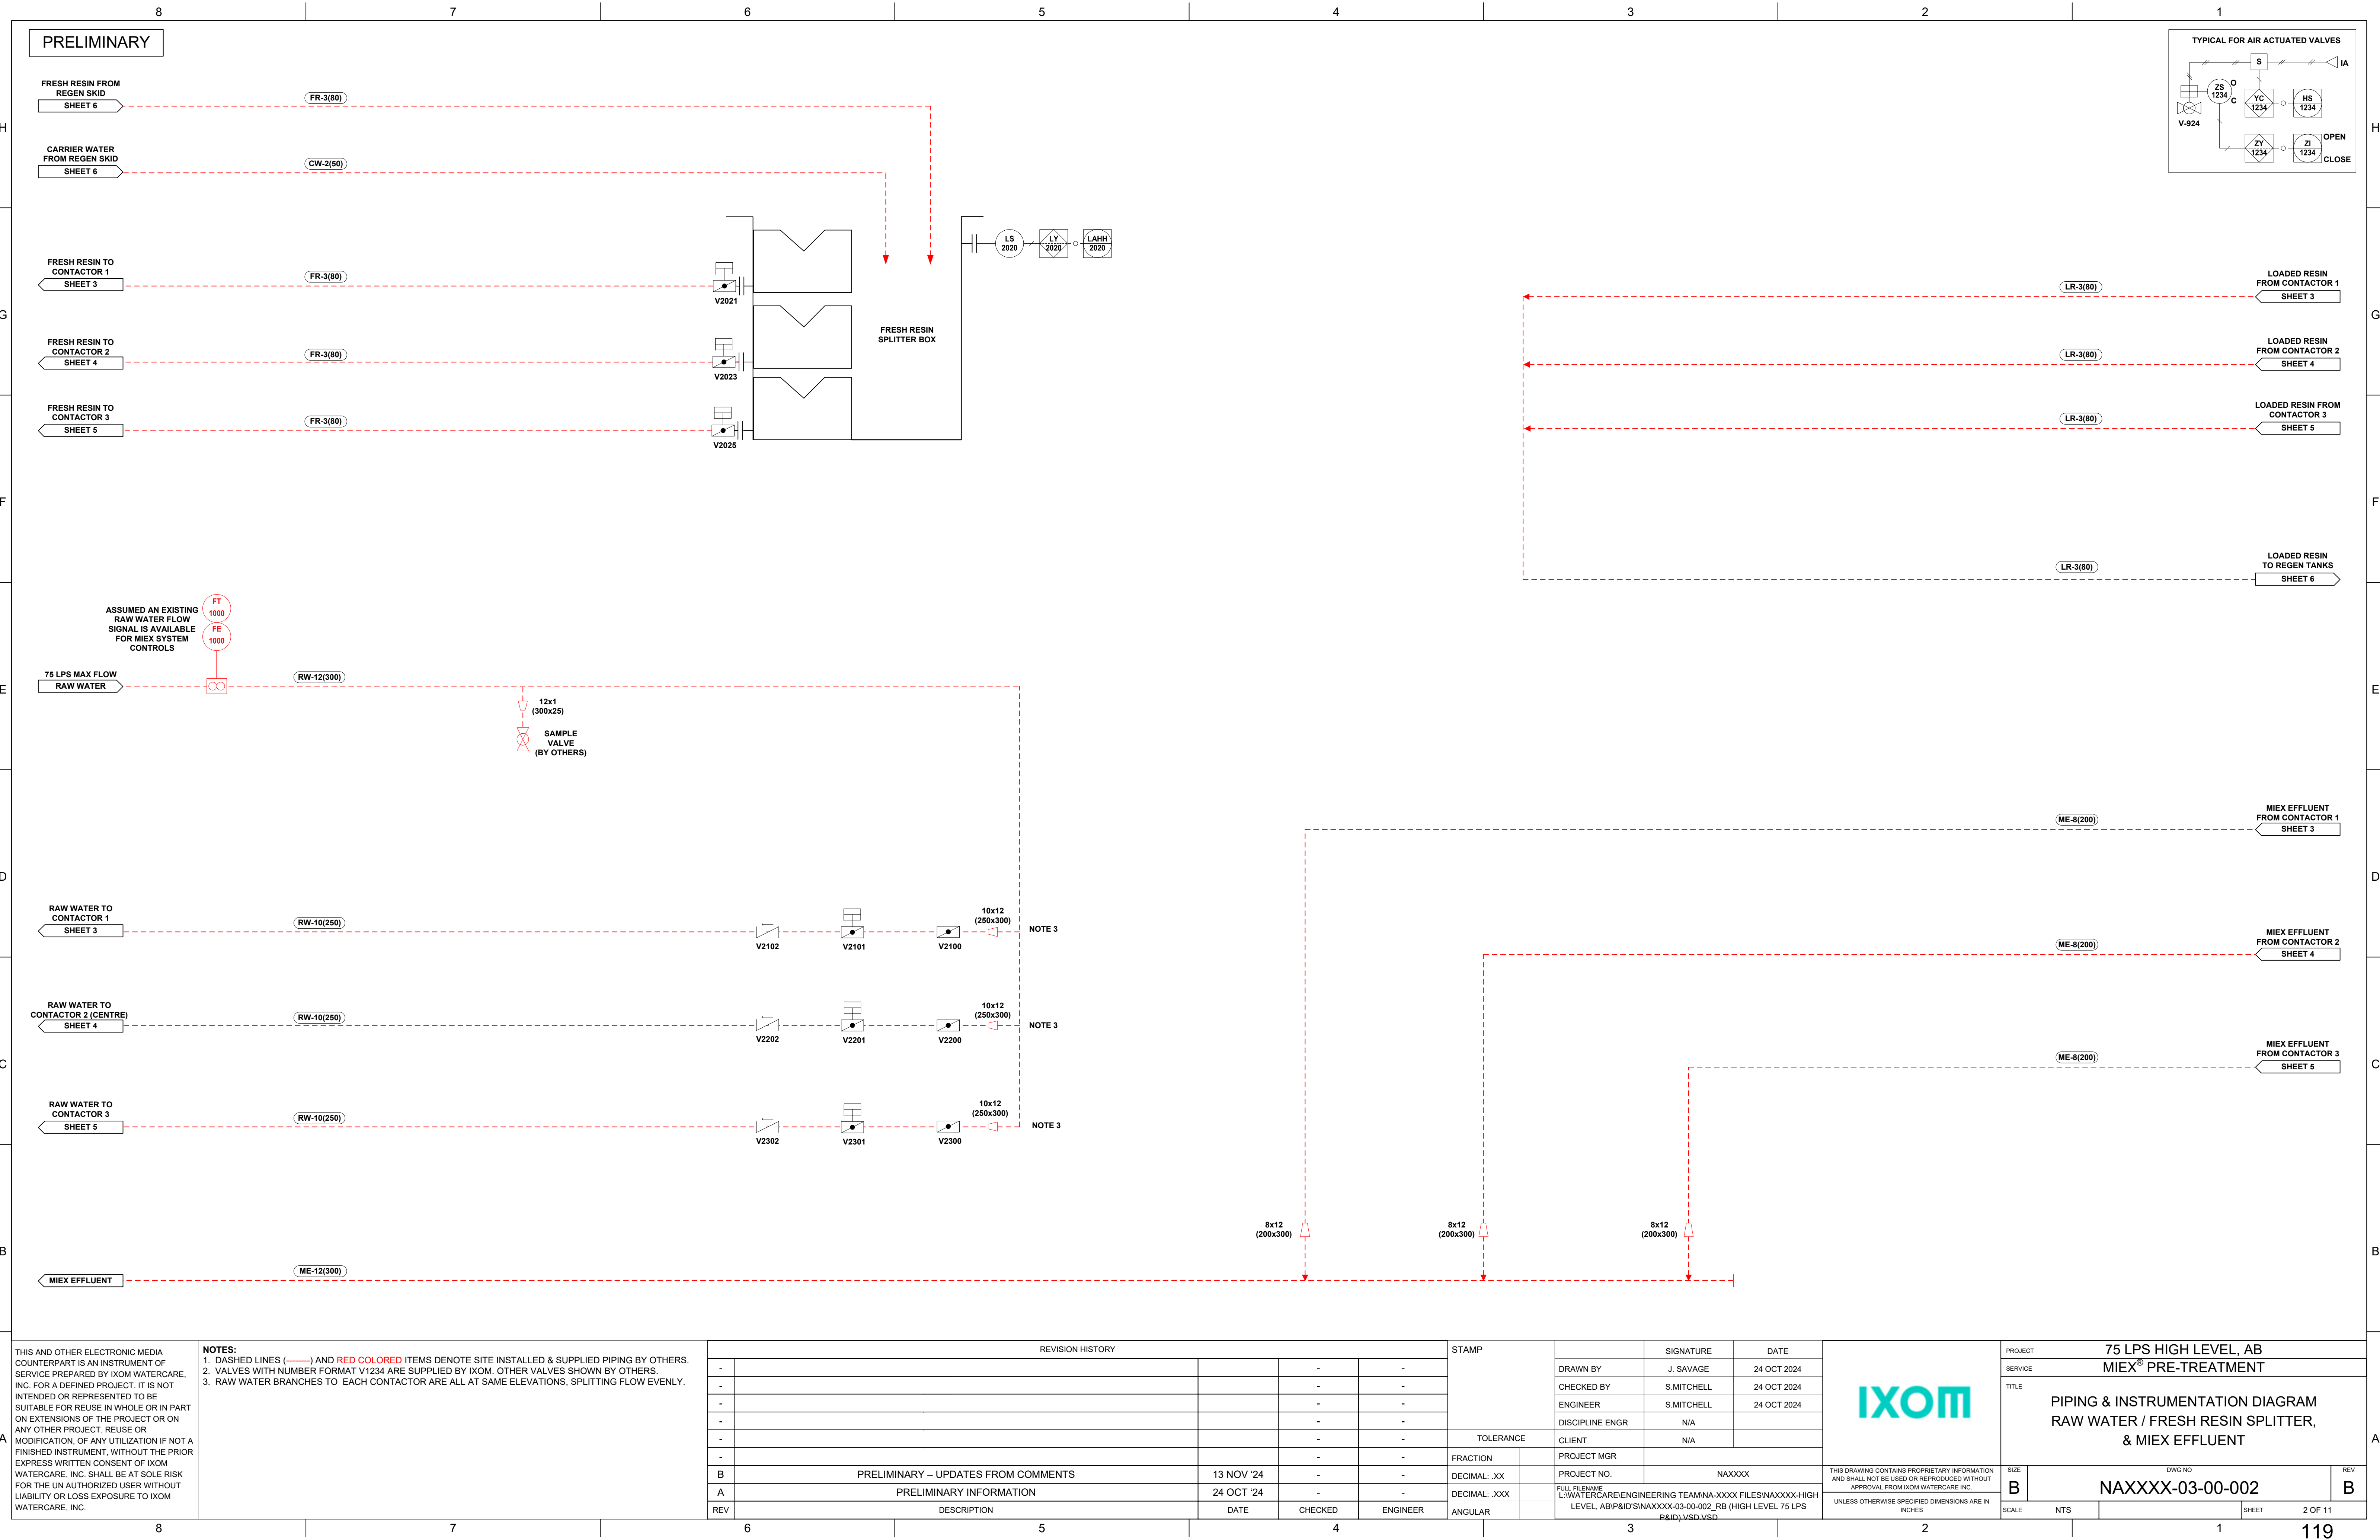 8 7 6 5 4 3 2 1
PRELIMINARY
TYPICAL FOR AIR ACTUATED VALVES
S
IA
ZS
1234
O
C
YC
1234
HS
1234
V-924
ZY
1234
ZI
1234
OPEN
CLOSE
H
H
FRESH RESIN FROM
REGEN SKID
SHEET 6
FR-3(80)
CARRIER WATER
FROM REGEN SKID
SHEET 6
CW-2(50)
LS
2020
LY
2020
LAHH
2020
FRESH RESIN TO
CONTACTOR 1
SHEET 3
FR-3(80)
V2021
G
G
FRESH RESIN
SPLITTER BOX
FRESH RESIN TO
CONTACTOR 2
SHEET 4
FR-3(80)
V2023
FRESH RESIN TO
CONTACTOR 3
SHEET 5
FR-3(80)
V2025
LR-3(80)
LOADED RESIN
FROM CONTACTOR 1
SHEET 3
LR-3(80)
LOADED RESIN
FROM CONTACTOR 2
SHEET 4
LR-3(80)
LOADED RESIN FROM
CONTACTOR 3
SHEET 5
F
F
LR-3(80)
LOADED RESIN
TO REGEN TANKS
SHEET 6
ASSUMED AN EXISTING
RAW WATER FLOW
SIGNAL IS AVAILABLE
FOR MIEX SYSTEM
CONTROLS
FT
1000
FE
1000
75 LPS MAX FLOW
RAW WATER
RW-12(300)
E
E
12x1
(300x25)
SAMPLE
VALVE
(BY OTHERS)
ME-8(200)
MIEX EFFLUENT
FROM CONTACTOR 1
SHEET 3
D
D
RAW WATER TO
CONTACTOR 1
SHEET 3
RW-10(250)
V2102
V2101
V2100
10x12
(250x300)
NOTE 3
ME-8(200)
MIEX EFFLUENT
FROM CONTACTOR 2
SHEET 4
RAW WATER TO
CONTACTOR 2 (CENTRE)
SHEET 4
RW-10(250)
V2202
V2201
V2200
10x12
(250x300)
NOTE 3
ME-8(200)
MIEX EFFLUENT
FROM CONTACTOR 3
SHEET 5
C
C
RAW WATER TO
CONTACTOR 3
SHEET 5
RW-10(250)
V2302
V2301
V2300
10x12
(250x300)
NOTE 3
8x12
(200x300)
8x12
(200x300)
8x12
(200x300)
B
B
MIEX EFFLUENT
ME-12(300)
THIS AND OTHER ELECTRONIC MEDIA
COUNTERPART IS AN INSTRUMENT OF
SERVICE PREPARED BY IXOM WATERCARE,
INC. FOR A DEFINED PROJECT. IT IS NOT
INTENDED OR REPRESENTED TO BE
SUITABLE FOR REUSE IN WHOLE OR IN PART
ON EXTENSIONS OF THE PROJECT OR ON
ANY OTHER PROJECT. REUSE OR
MODIFICATION, OF ANY UTILIZATION IF NOT A
FINISHED INSTRUMENT, WITHOUT THE PRIOR
EXPRESS WRITTEN CONSENT OF IXOM
WATERCARE, INC. SHALL BE AT SOLE RISK
FOR THE UN AUTHORIZED USER WITHOUT
LIABILITY OR LOSS EXPOSURE TO IXOM
WATERCARE, INC.
NOTES:
1. DASHED LINES (--------) AND RED COLORED ITEMS DENOTE SITE INSTALLED & SUPPLIED PIPING BY OTHERS.
2. VALVES WITH NUMBER FORMAT V1234 ARE SUPPLIED BY IXOM. OTHER VALVES SHOWN BY OTHERS.
3. RAW WATER BRANCHES TO EACH CONTACTOR ARE ALL AT SAME ELEVATIONS, SPLITTING FLOW EVENLY.
REVISION HISTORY
- - -
- - -
- - -
- - -
- - -
- - -
B PRELIMINARY – UPDATES FROM COMMENTS 13 NOV '24 - -
A PRELIMINARY INFORMATION 24 OCT '24 - -
REV DESCRIPTION DATE CHECKED ENGINEER
STAMP
TOLERANCE
FRACTION
DECIMAL: .XX
DECIMAL: .XXX
ANGULAR
SIGNATURE DATE
DRAWN BY J. SAVAGE 24 OCT 2024
CHECKED BY S.MITCHELL 24 OCT 2024
ENGINEER S.MITCHELL 24 OCT 2024
DISCIPLINE ENGR N/A
CLIENT N/A
PROJECT MGR
PROJECT NO. NAXXXX
FULL FILENAME
L:\WATERCARE\ENGINEERING TEAM\NA-XXXX FILES\NAXXXX-HIGH
LEVEL, AB\P&ID'S\NAXXXX-03-00-002_RB (HIGH LEVEL 75 LPS
P&ID).VSD.VSD
IXOM
THIS DRAWING CONTAINS PROPRIETARY INFORMATION
AND SHALL NOT BE USED OR REPRODUCED WITHOUT
APPROVAL FROM IXOM WATERCARE INC.
UNLESS OTHERWISE SPECIFIED DIMENSIONS ARE IN
INCHES
PROJECT 75 LPS HIGH LEVEL, AB
SERVICE MIEX® PRE-TREATMENT
TITLE
PIPING & INSTRUMENTATION DIAGRAM
RAW WATER / FRESH RESIN SPLITTER,
& MIEX EFFLUENT
SIZE
B
DWG NO
NAXXXX-03-00-002
REV
B
SCALE NTS
SHEET 2 OF 11
A
A
8 7 6 5 4 3 2 1
119